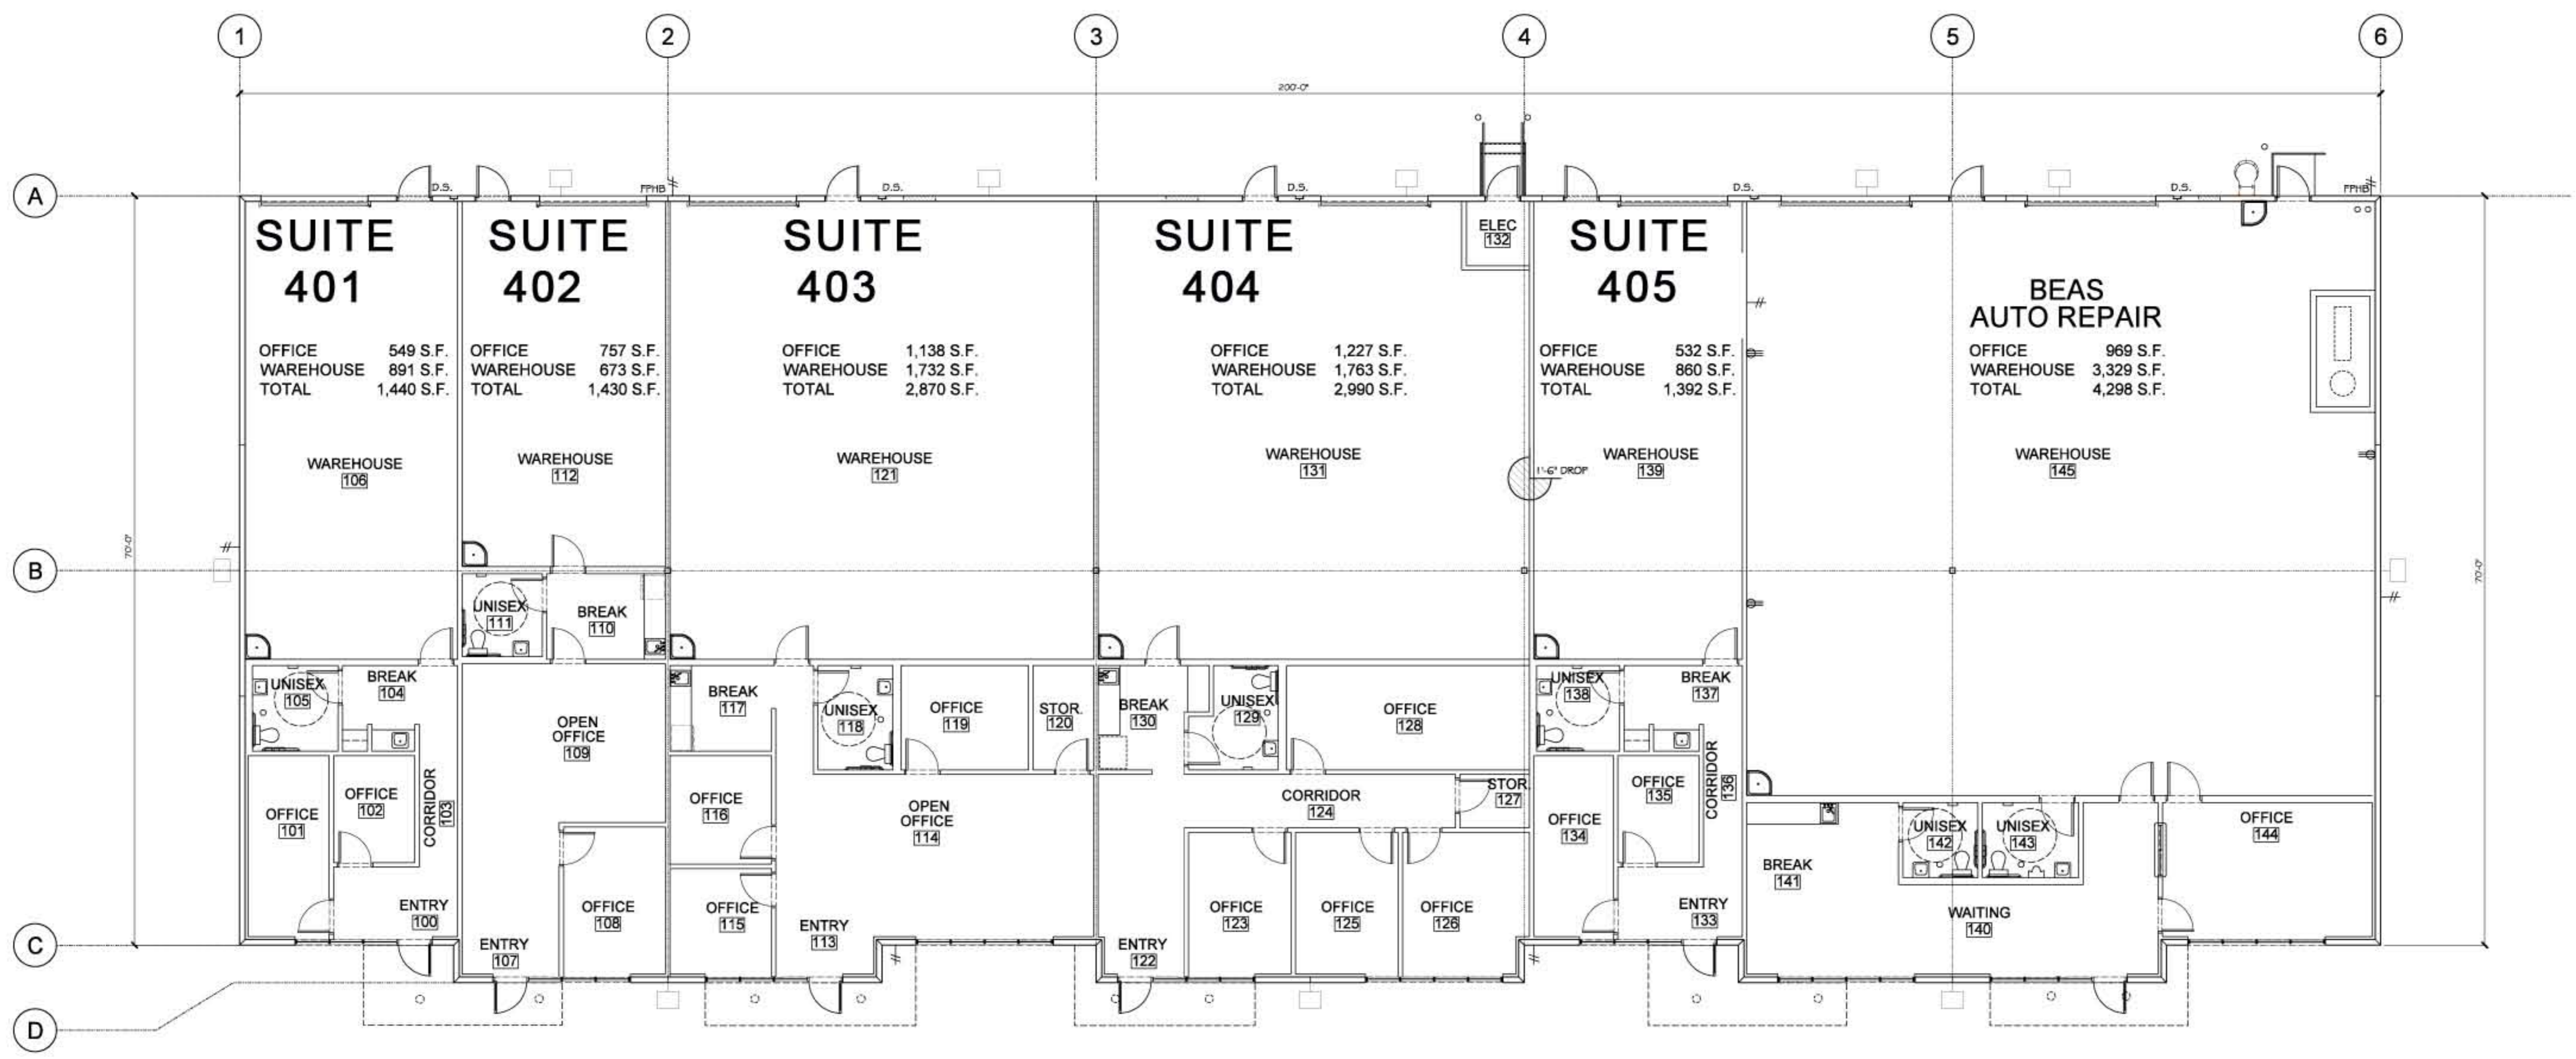 1 2 3 4 5 6
200'-0"
A
D.S. FPHB D.S. D.S. D.S. D.S. FPHB
SUITE
401
OFFICE 549 S.F.
WAREHOUSE 891 S.F.
TOTAL 1,440 S.F.
WAREHOUSE
106
SUITE
402
OFFICE 757 S.F.
WAREHOUSE 673 S.F.
TOTAL 1,430 S.F.
WAREHOUSE
112
SUITE
403
OFFICE 1,138 S.F.
WAREHOUSE 1,732 S.F.
TOTAL 2,870 S.F.
WAREHOUSE
121
SUITE
404
ELEC
132
OFFICE 1,227 S.F.
WAREHOUSE 1,763 S.F.
TOTAL 2,990 S.F.
WAREHOUSE
131
1'-6" DROP
SUITE
405
OFFICE 532 S.F.
WAREHOUSE 860 S.F.
TOTAL 1,392 S.F.
WAREHOUSE
139
BEAS
AUTO REPAIR
OFFICE 969 S.F.
WAREHOUSE 3,329 S.F.
TOTAL 4,298 S.F.
WAREHOUSE
145
70'-0"
70'-0"
B
UNISEX
105
BREAK
104
OFFICE
101
OFFICE
102
CORRIDOR
103
ENTRY
100
UNISEX
111
BREAK
110
OPEN
OFFICE
109
OFFICE
108
ENTRY
107
BREAK
117
UNISEX
118
OFFICE
119
STOR.
120
OFFICE
116
OPEN
OFFICE
114
OFFICE
115
ENTRY
113
BREAK
130
UNISEX
129
OFFICE
128
CORRIDOR
124
STOR.
127
OFFICE
123
OFFICE
125
OFFICE
126
ENTRY
122
UNISEX
138
BREAK
137
OFFICE
134
OFFICE
135
CORRIDOR
136
ENTRY
133
BREAK
141
UNISEX
142
UNISEX
143
OFFICE
144
WAITING
140
C
D